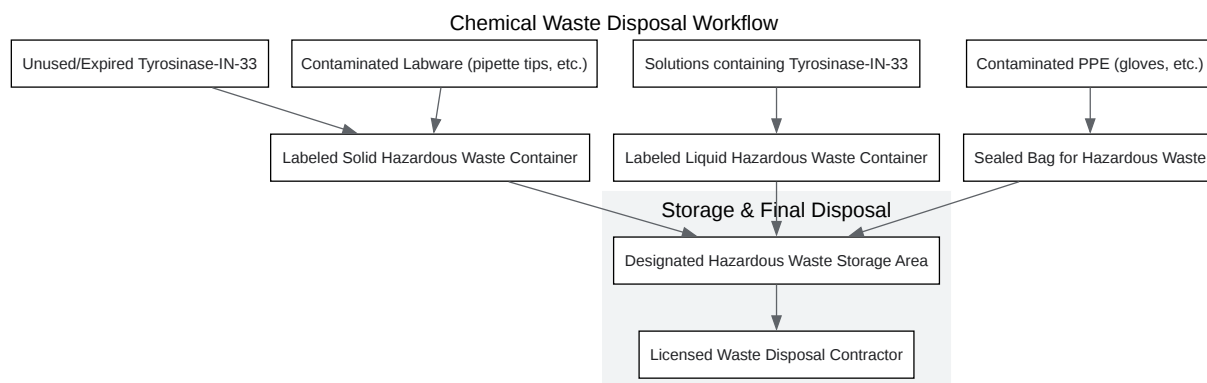 Chemical Waste Disposal Workflow
Unused/Expired Tyrosinase-IN-33
Contaminated Labware (pipette tips, etc.)
Solutions containing Tyrosinase-IN-33
Contaminated PPE (gloves, etc.)
Labeled Solid Hazardous Waste Container
Labeled Liquid Hazardous Waste Container
Sealed Bag for Hazardous Waste
Storage & Final Disposal
Designated Hazardous Waste Storage Area
Licensed Waste Disposal Contractor